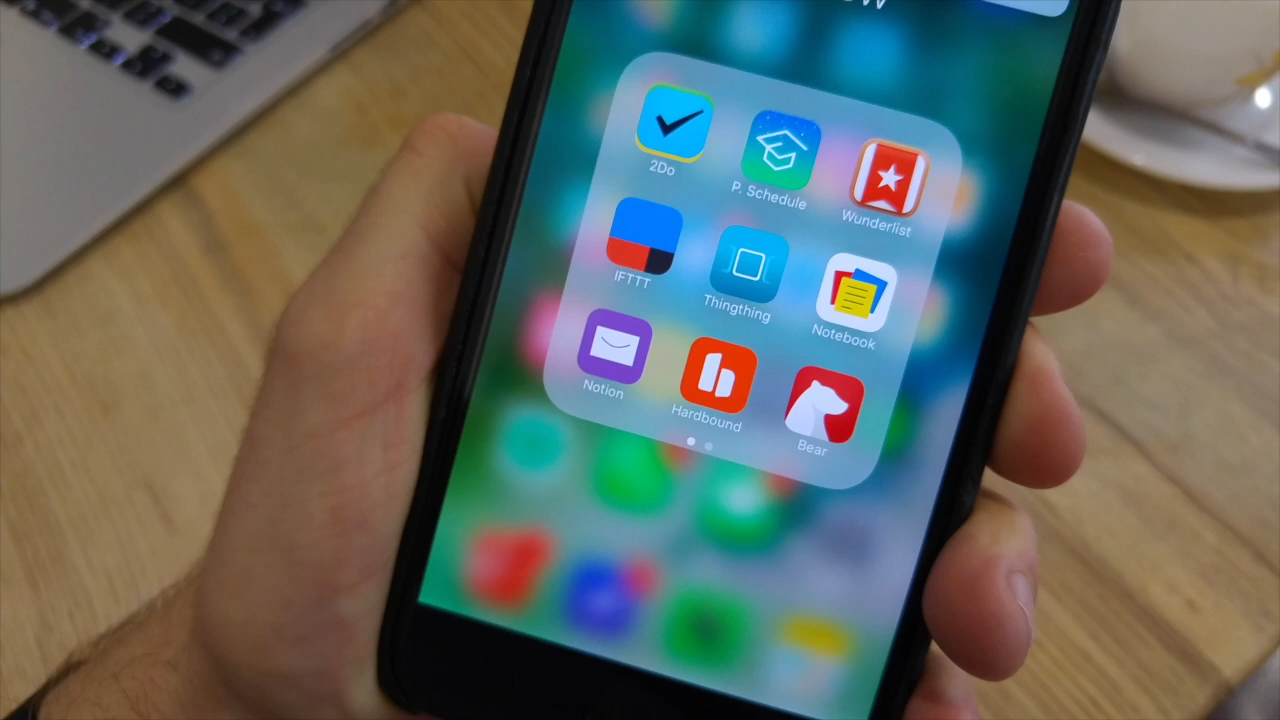 2Do
P. Schedule
Wunderlist
IFTTT
Thingthing
Notebook
Notion
Hardbound
Bear